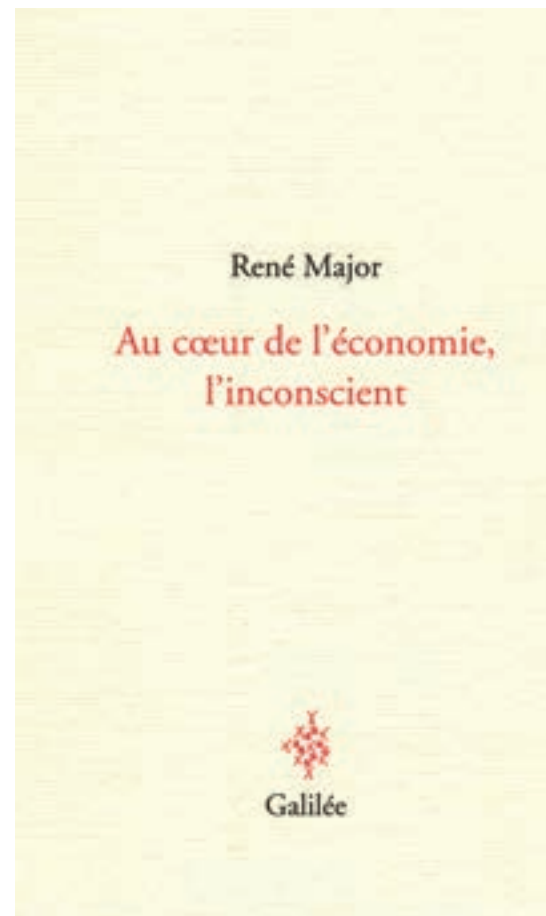 René Major
Au cœur de l’économie,
l’inconscient
Galilée